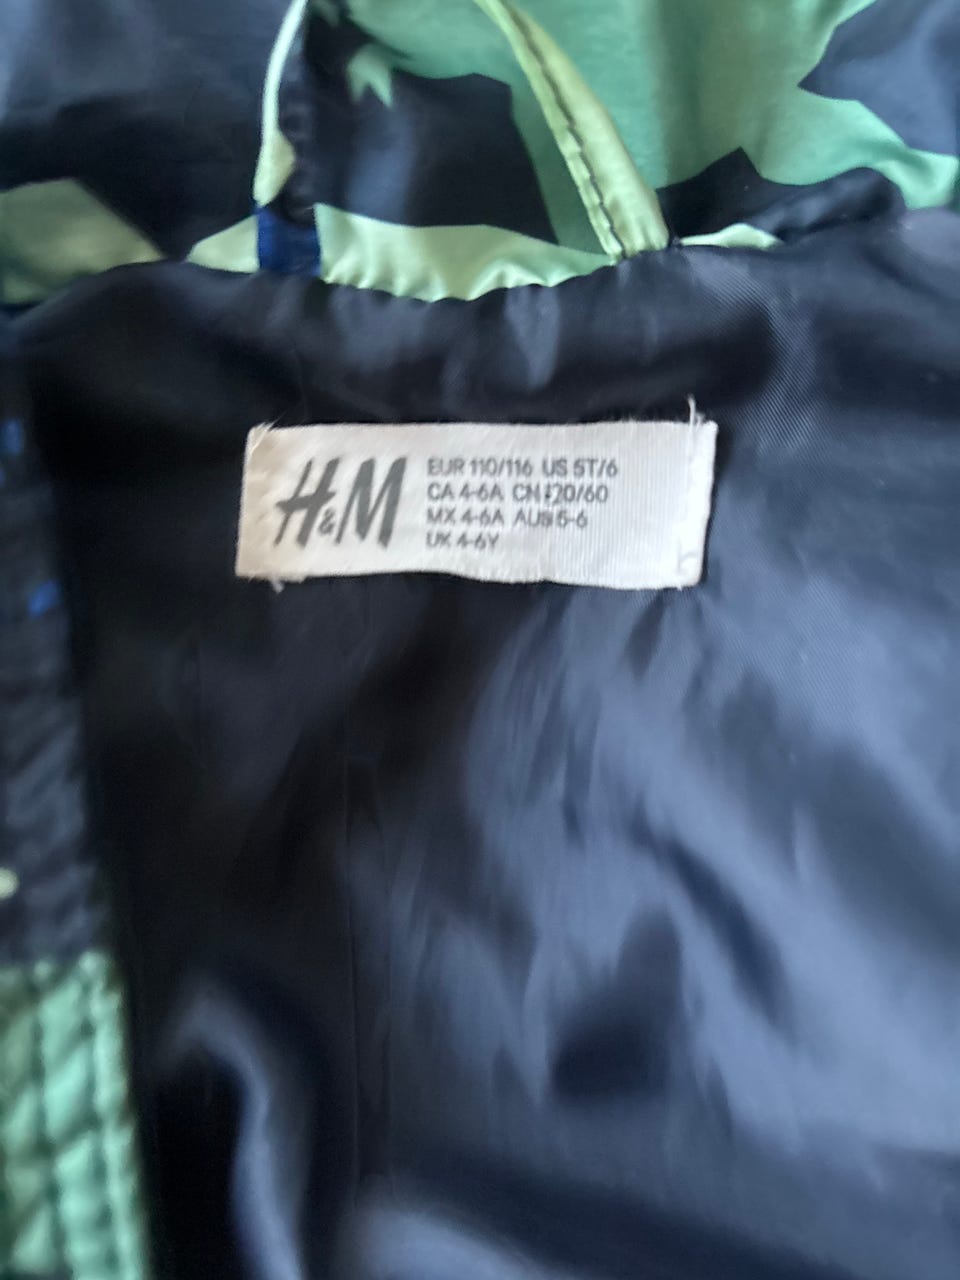 H&M
EUR 110/116 US 5T/6
CA 4-6A CN 120/60
MX 4-6A AUS 5-6
UK 4-6Y